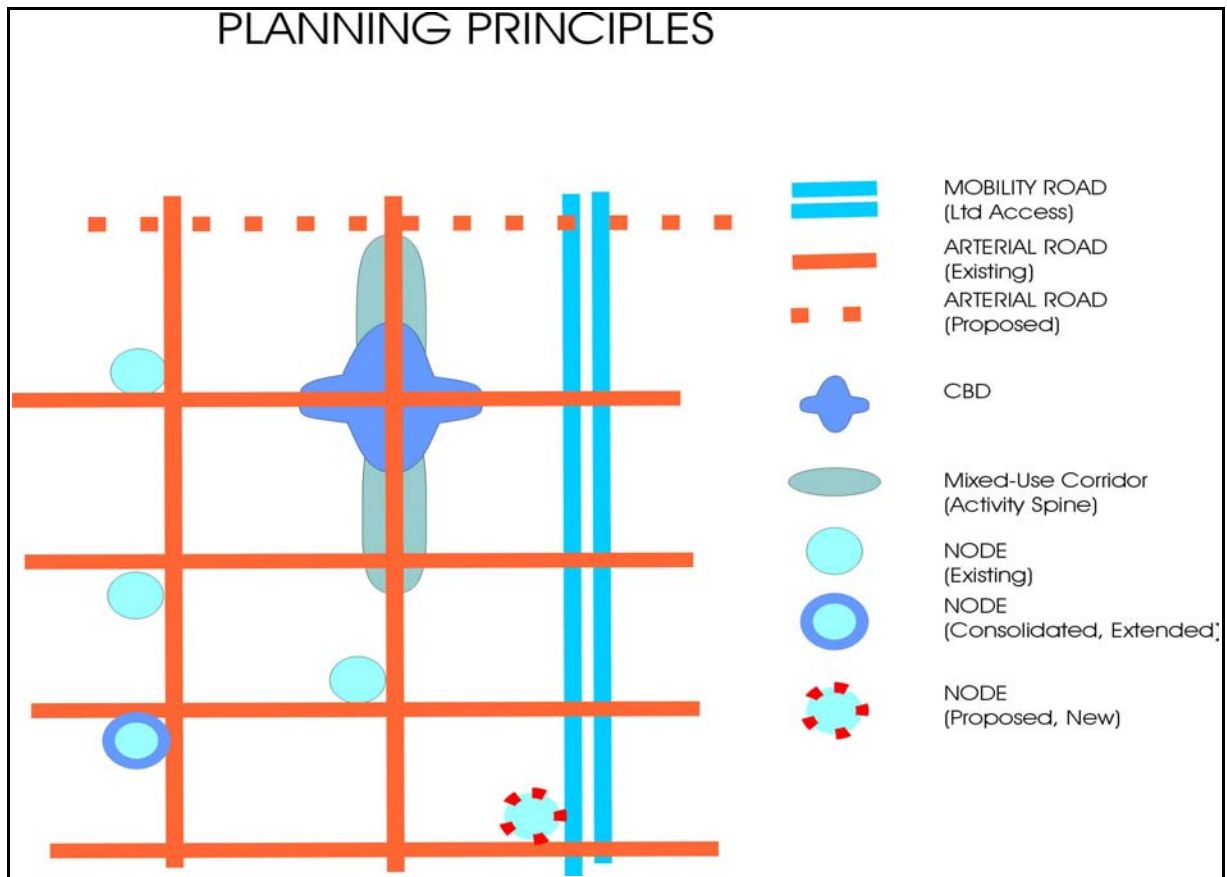 PLANNING PRINCIPLES
MOBILITY ROAD
(Ltd Access)
ARTERIAL ROAD
(Existing)
ARTERIAL ROAD
(Proposed)
CBD
Mixed-Use Corridor
(Activity Spine)
NODE
(Existing)
NODE
(Consolidated, Extended)
NODE
(Proposed, New)